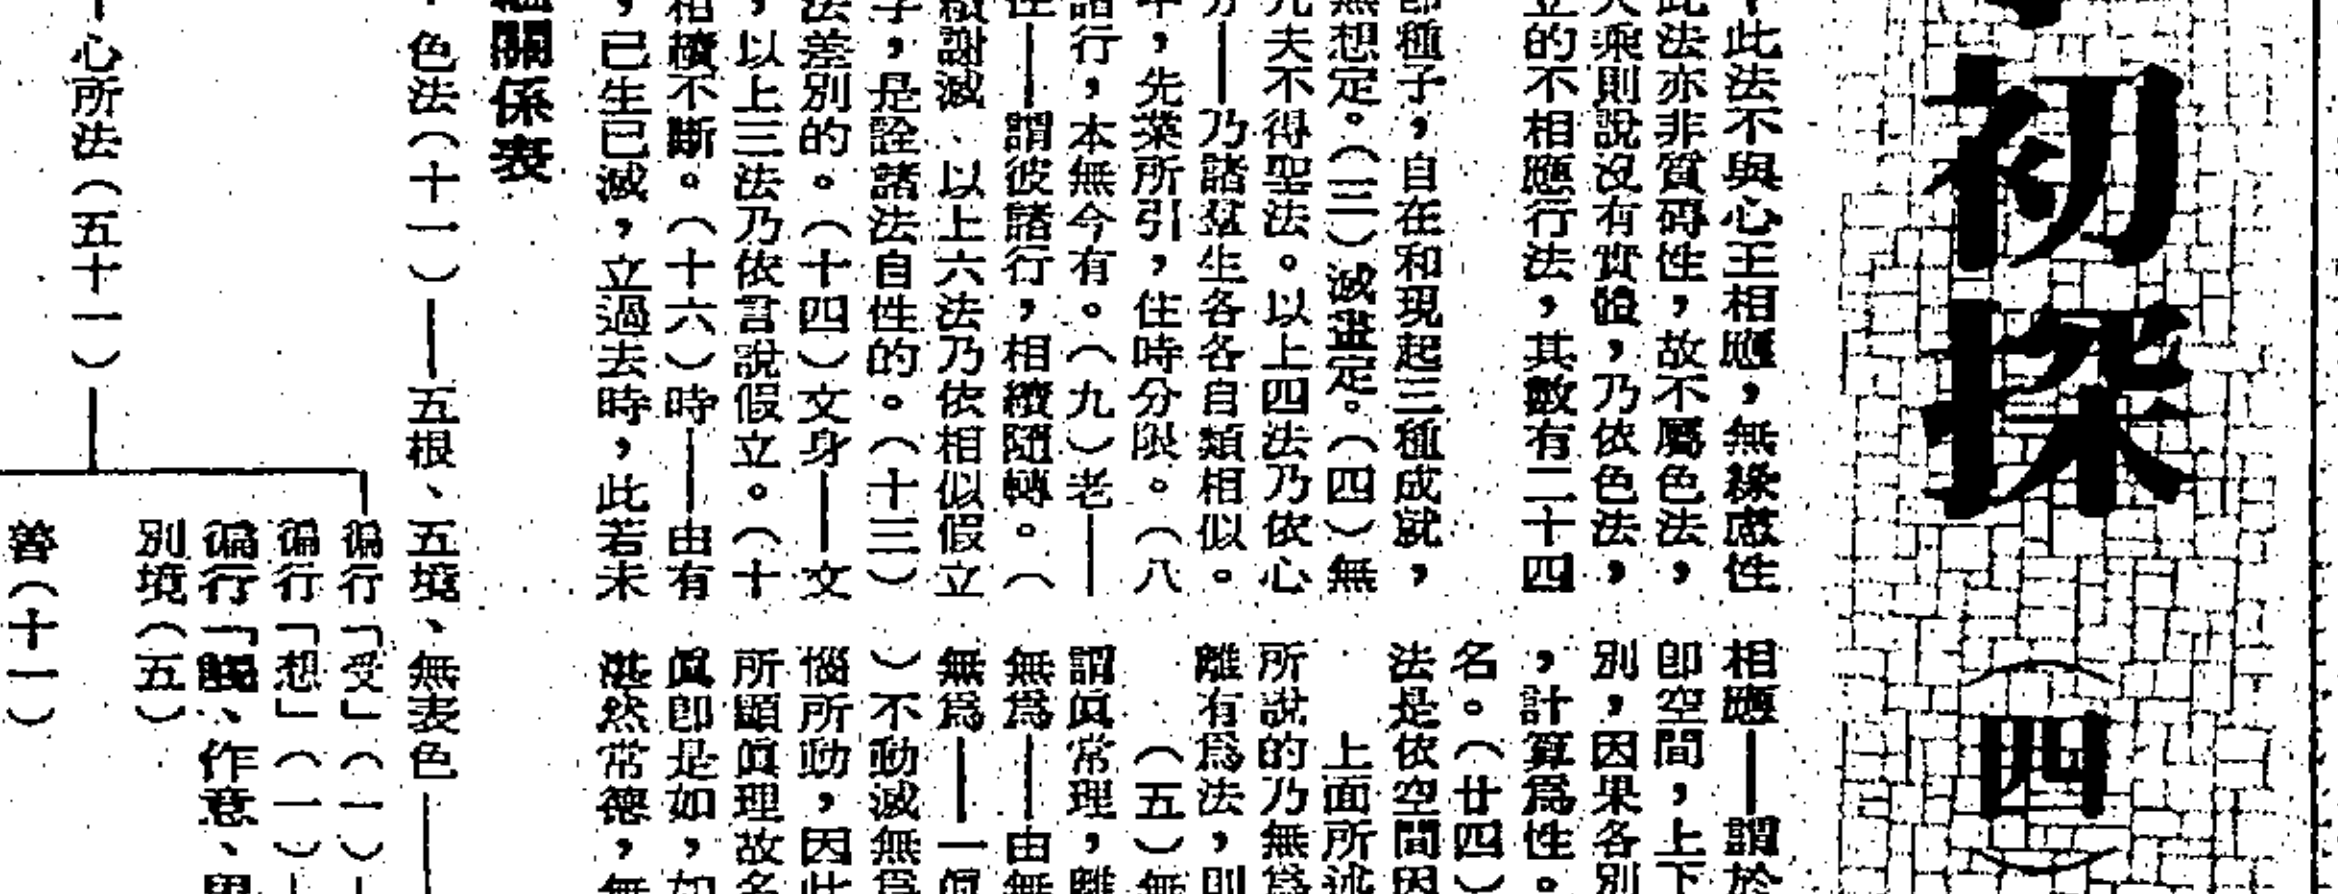 初探
（四）
此法不與心王相應，無緣慮性
此法亦非質碍性，故不屬色法，
大乘則說沒有實體，乃依色法，
立的不相應行法，其數有二十四
即種子，自在和現起三種成就，
無想定。（三）滅盡定。（四）無
凡夫不得聖法。以上四法乃依心
分——乃諸羣生各各自類相似。
年，先業所引，住時分限。（八
諸行，本無今有。（九）老——
住——謂彼諸行，相續隨轉。（
續謝滅、以上六法乃依相似假立
字，是詮諸法自性的。（十三）
法差別的。（十四）文身——文
，以上三法乃依言說假立。（十
相續不斷。（十六）時——由有
，已生已滅，立過去時，此若未
關係表
色法（十一）——五根、五境、無表色——
心所法（五十一）——
徧行「受」（一）—
徧行「想」（一）—
徧行「觸、作意、思
別境（五）
善（十一）
相應——謂於
即空間，上下
別，因果各別
，計算爲性。
名。（廿四）
法是依空間因
上面所述
所說的乃無爲
離有爲法，則
（五）無
謂眞常理，離
無爲——由無
無爲——一眞
）不動滅無爲
惱所動，因此
所顯眞理故名
眞即是如，如
湛然常德，無